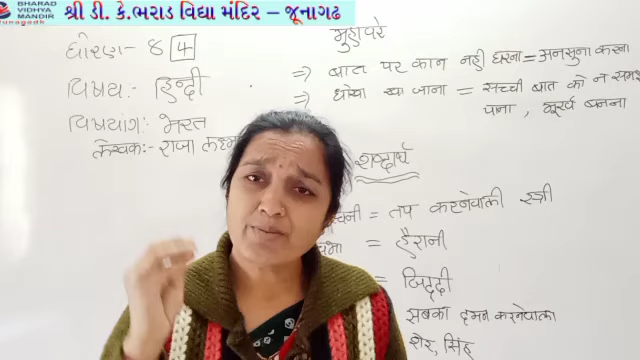 BHARAD
VIDHYA
MANDIR
Junagadh
શ્રી ડી. કે.ભરાડ વિદ્યા મંદિર – જૂનાગઢ
ધોરણ- ૪ 4
વિષય:- हिन्दी
વિષયાંગ: भरत
लेखक:- राजा
मुहावरे
=> बात पर कान नही धरना = अनसुना करना
=> धोखा खा जाना = सच्ची बात को न समझ
पाना , मूर्ख बनना
शब्दार्थ
= तप करनेवाली स्त्री
= हैरानी
= जिद्दी
सबका दमन करनेवाला
शेर, सिंह